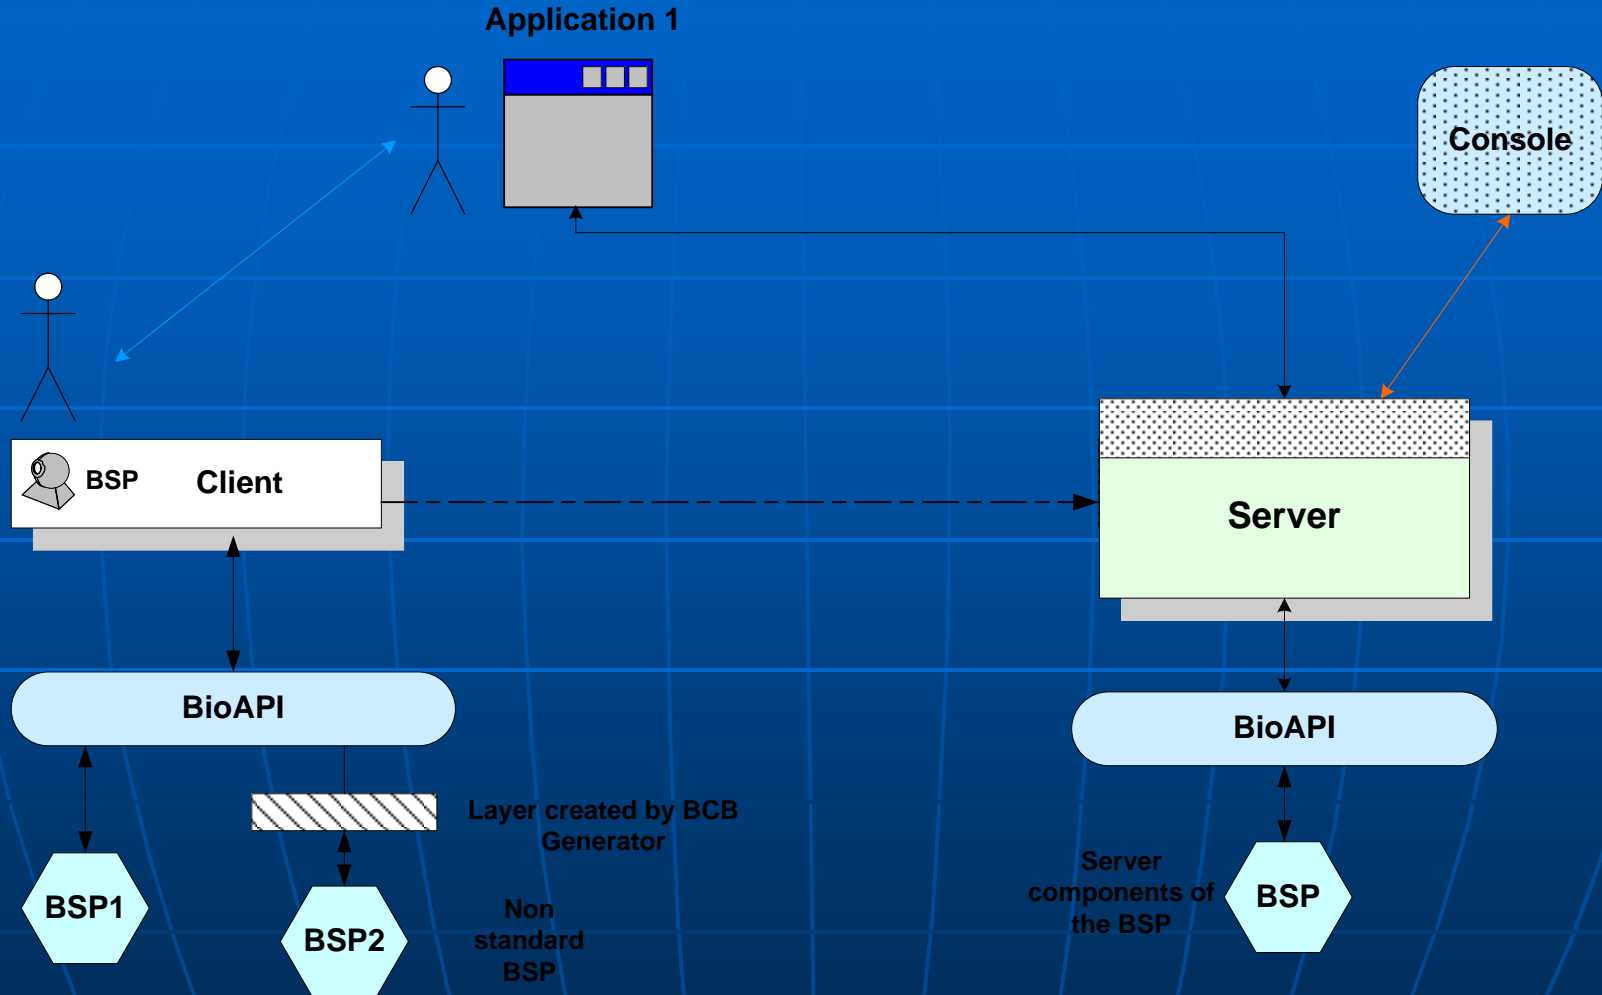 Application 1
Console
BSP
Client
Server
BioAPI
BioAPI
Layer created by BCB
Generator
Server
components of
the BSP
BSP1
BSP2
Non
standard
BSP
BSP